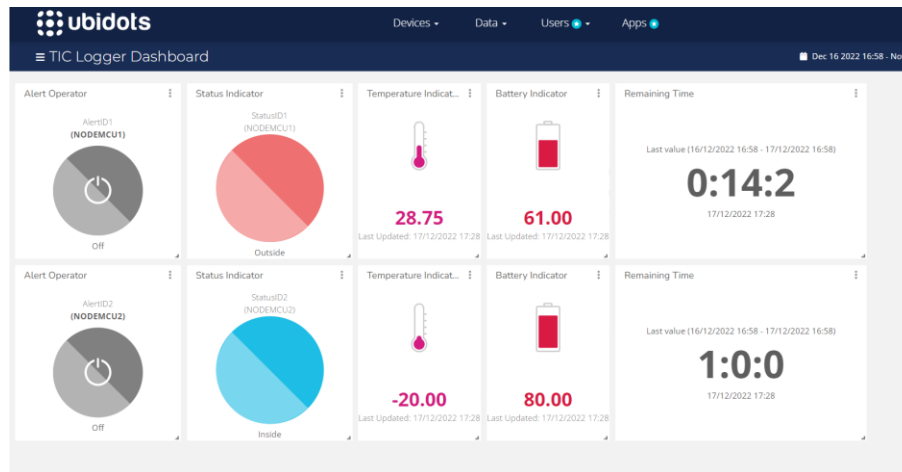 ubidots
Devices
Data
Users
Apps
TIC Logger Dashboard
Dec 16 2022 16:58 - No
Alert Operator
Status Indicator
Temperature Indicat...
Battery Indicator
Remaining Time
AlertID1
(NODEMCU1)
Off
StatusID1
(NODEMCU1)
Outside
28.75
Last Updated: 17/12/2022 17:28
61.00
Last Updated: 17/12/2022 17:28
Last value (16/12/2022 16:58 - 17/12/2022 16:58)
0:14:2
17/12/2022 17:28
Alert Operator
Status Indicator
Temperature Indicat...
Battery Indicator
Remaining Time
AlertID2
(NODEMCU2)
Off
StatusID2
(NODEMCU2)
Inside
-20.00
Last Updated: 17/12/2022 17:28
80.00
Last Updated: 17/12/2022 17:28
Last value (16/12/2022 16:58 - 17/12/2022 16:58)
1:0:0
17/12/2022 17:28